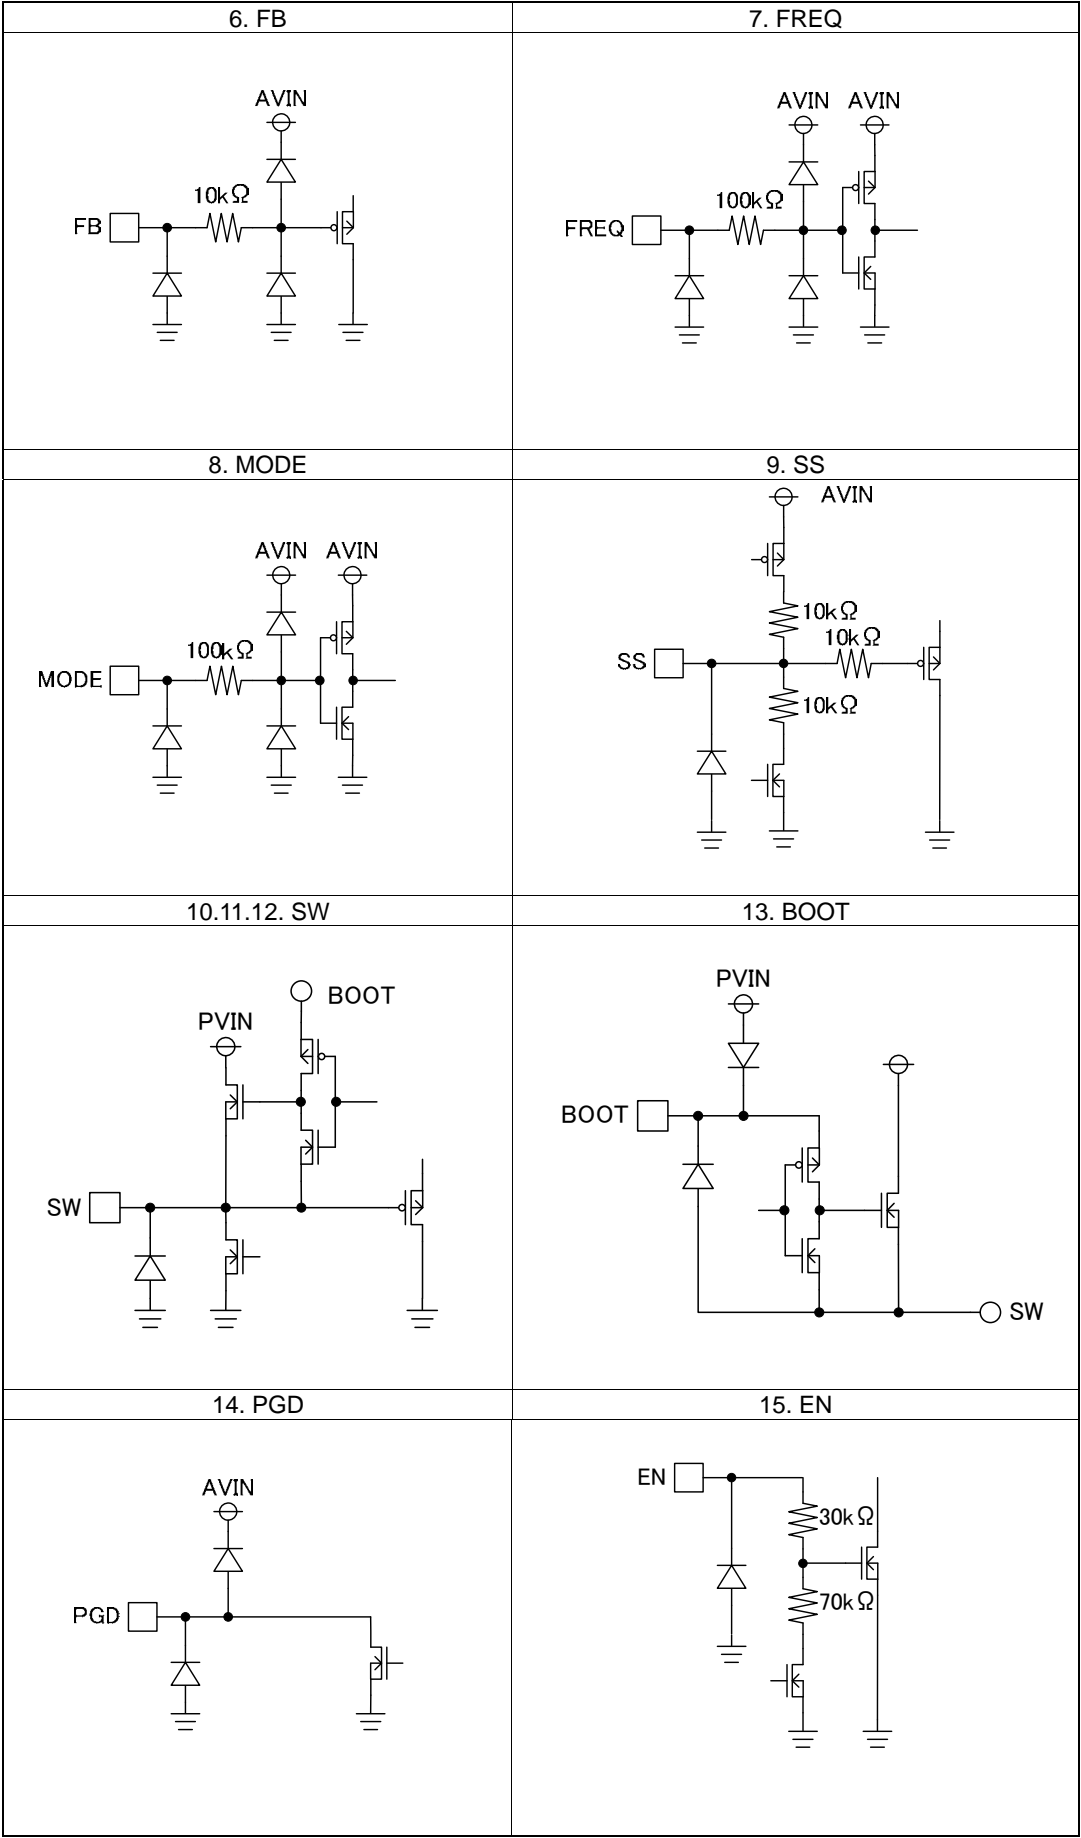 6. FB
7. FREQ
AVIN
10kΩ
FB
AVIN AVIN
100kΩ
FREQ
8. MODE
9. SS
AVIN AVIN
100kΩ
MODE
AVIN
10kΩ
10kΩ
SS
10kΩ
10.11.12. SW
13. BOOT
BOOT
PVIN
SW
PVIN
BOOT
SW
14. PGD
15. EN
AVIN
PGD
EN
30kΩ
70kΩ